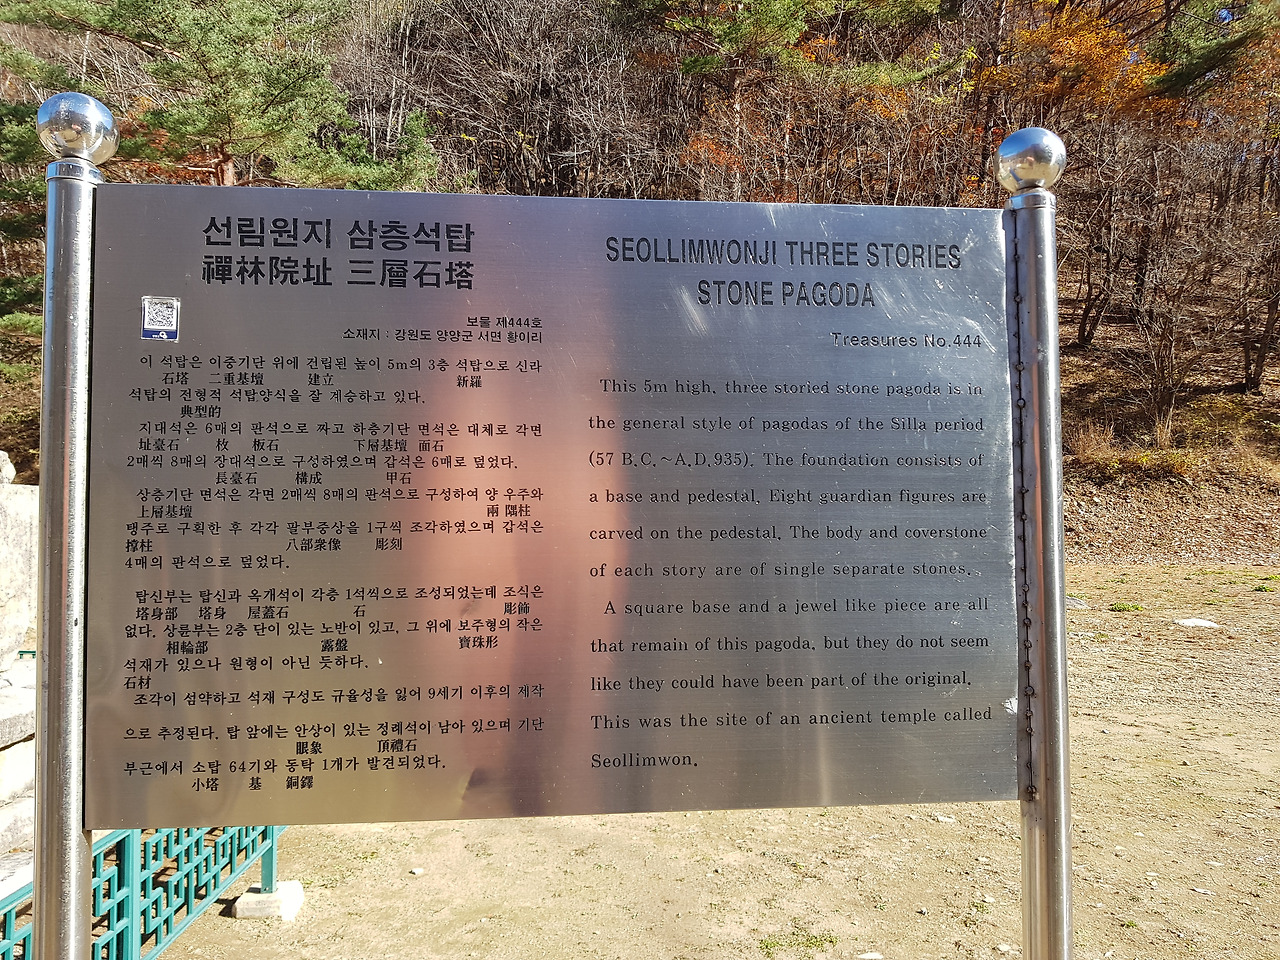 선림원지 삼층석탑
禪林院址 三層石塔
보물 제444호
소재지 : 강원도 양양군 서면 황이리
이 석탑은 이중기단 위에 건립된 높이 5m의 3층 석탑으로 신라
石塔 二重基壇 建立 新羅
석탑의 전형적 석탑양식을 잘 계승하고 있다.
典型的
지대석은 6매의 판석으로 짜고 하층기단 면석은 대체로 각면
址臺石 枚 板石 下層基壇 面石
2매씩 8매의 장대석으로 구성하였으며 갑석은 6매로 덮었다.
長臺石 構成 甲石
상층기단 면석은 각면 2매씩 8매의 판석으로 구성하여 양 우주와
上層基壇 兩 隅柱
탱주로 구획한 후 각각 팔부중상을 1구씩 조각하였으며 갑석은
撑柱 八部衆像 彫刻
4매의 판석으로 덮었다.
탑신부는 탑신과 옥개석이 각층 1석씩으로 조성되었는데 조식은
塔身部 塔身 屋蓋石 石 彫飾
없다. 상륜부는 2층 단이 있는 노반이 있고, 그 위에 보주형의 작은
相輪部 露盤 寶珠形
석재가 있으나 원형이 아닌 듯하다.
石材
조각이 섬약하고 석재 구성도 규율성을 잃어 9세기 이후의 제작
으로 추정된다. 탑 앞에는 안상이 있는 정례석이 남아 있으며 기단
眼象 頂禮石
부근에서 소탑 64기와 동탁 1개가 발견되었다.
小塔 基 銅鐸
SEOLLIMWONJI THREE STORIES
STONE PAGODA
Treasures No.444
This 5m high, three storied stone pagoda is in
the general style of pagodas of the Silla period
(57 B.C.~A.D.935). The foundation consists of
a base and pedestal. Eight guardian figures are
carved on the pedestal. The body and coverstone
of each story are of single separate stones.
A square base and a jewel like piece are all
that remain of this pagoda, but they do not seem
like they could have been part of the original.
This was the site of an ancient temple called
Seollimwon.